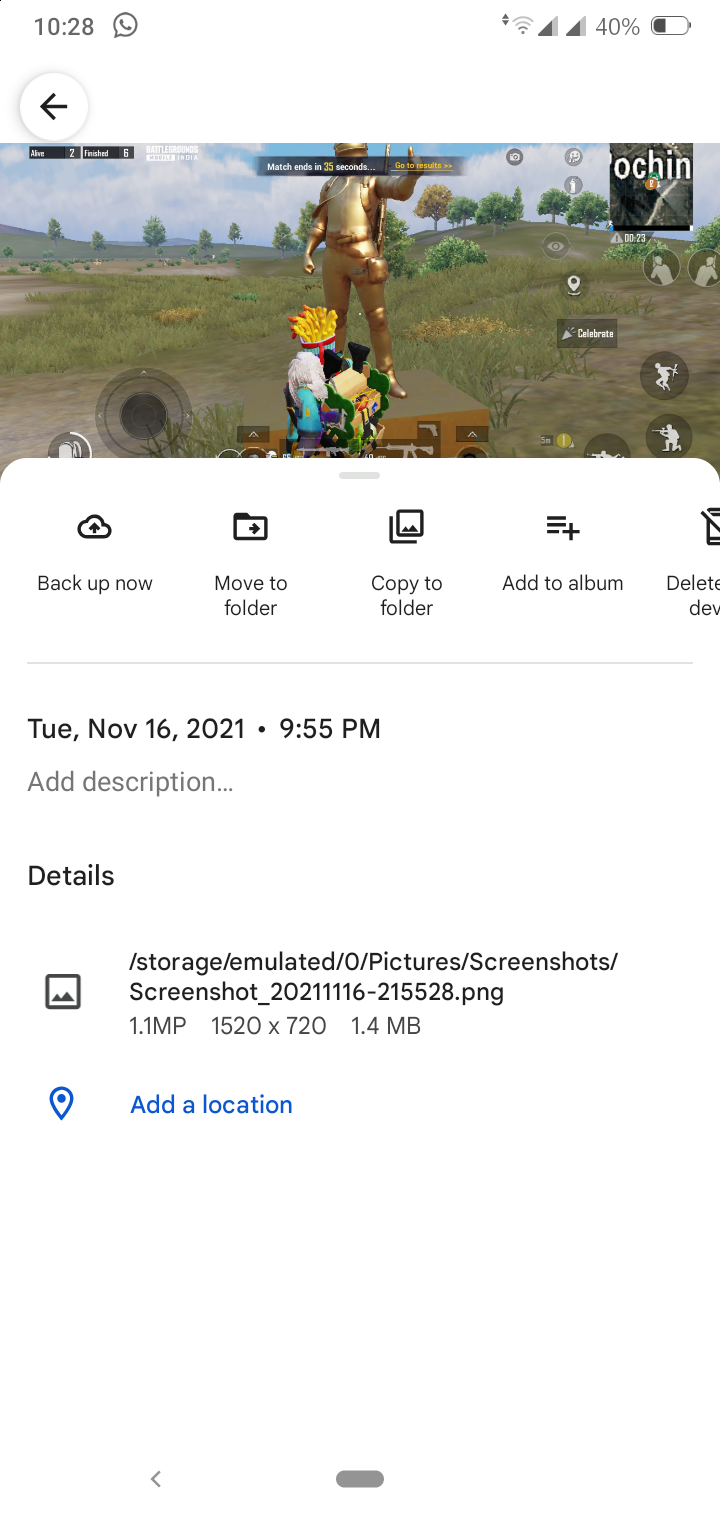 10:28
40%
Alive 2 Finished 6
BATTLEGROUNDS
MOBILE INDIA
Match ends in 35 seconds... Go to results >>
ochin
00:23
Celebrate
5m
Back up now
Move to
folder
Copy to
folder
Add to album
Delete
dev
Tue, Nov 16, 2021 • 9:55 PM
Add description…
Details
/storage/emulated/0/Pictures/Screenshots/
Screenshot_20211116-215528.png
1.1MP 1520 x 720 1.4 MB
Add a location